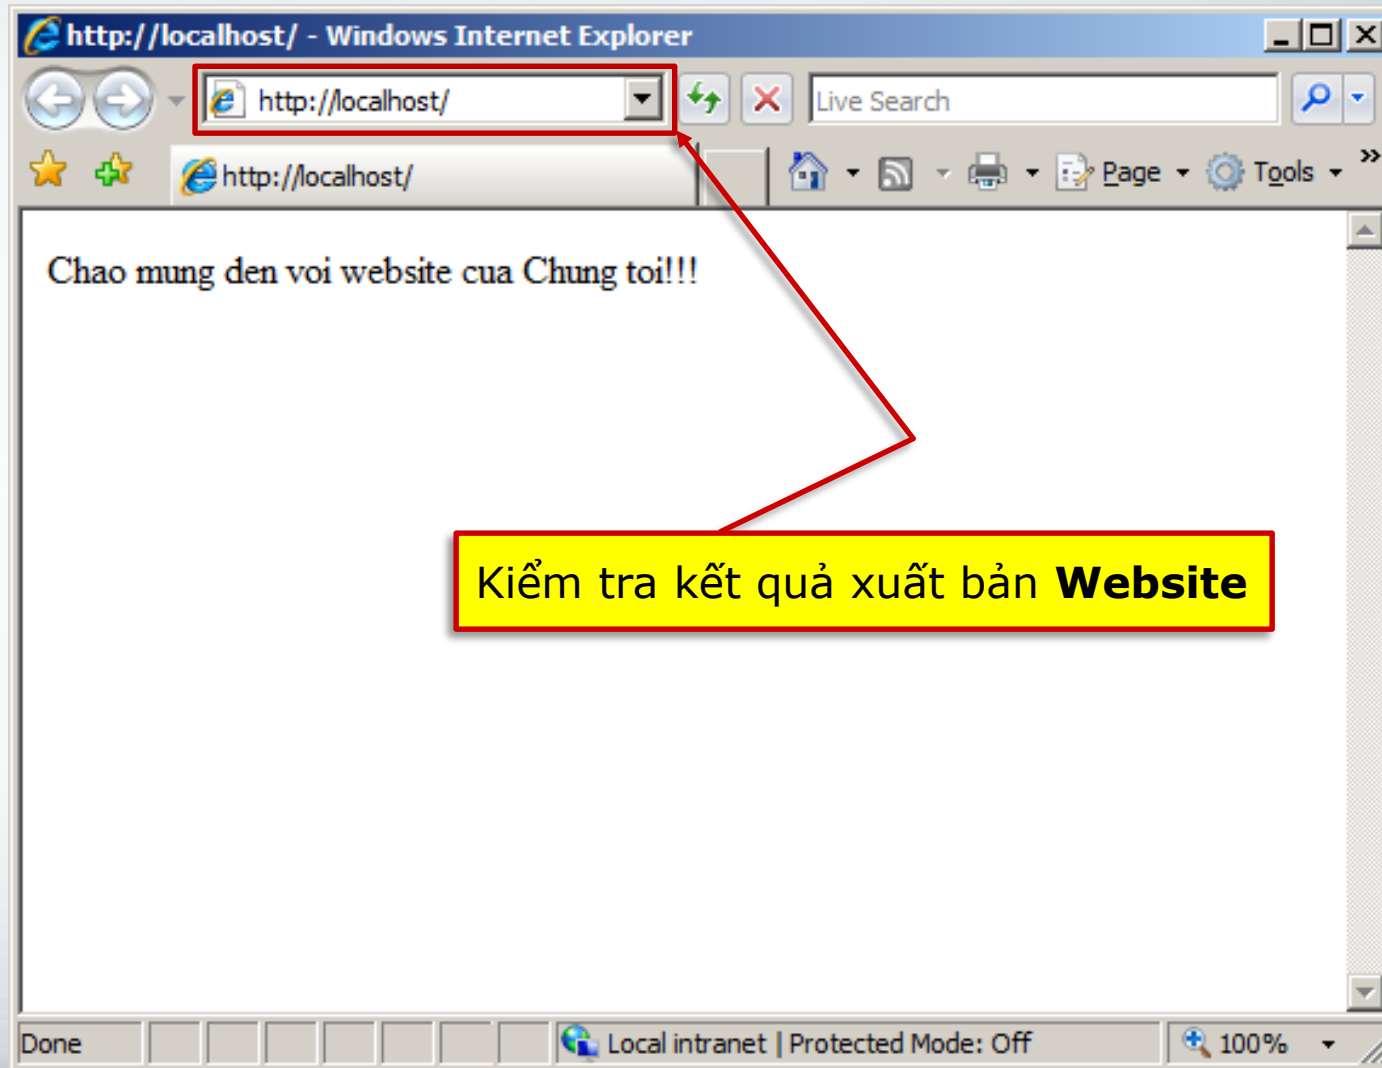 http://localhost/ - Windows Internet Explorer
http://localhost/
Live Search
http://localhost/
Page
Tools
»
Chao mung den voi website cua Chung toi!!!
Kiểm tra kết quả xuất bản Website
Done
Local intranet | Protected Mode: Off
100%